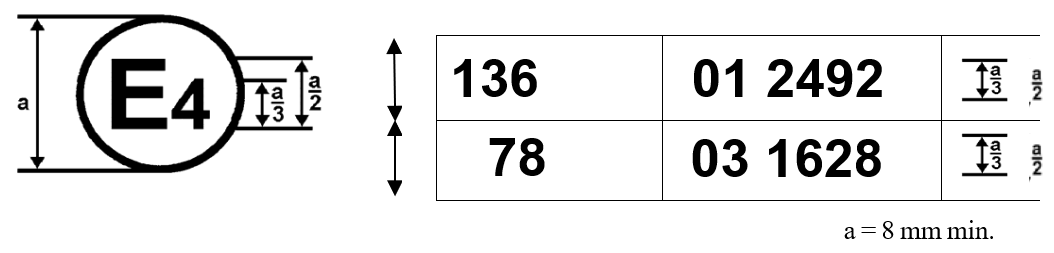 a
E4
a/3
a/2
136 01 2492 a/3 a/2
78 03 1628 a/3 a/2
a = 8 mm min.